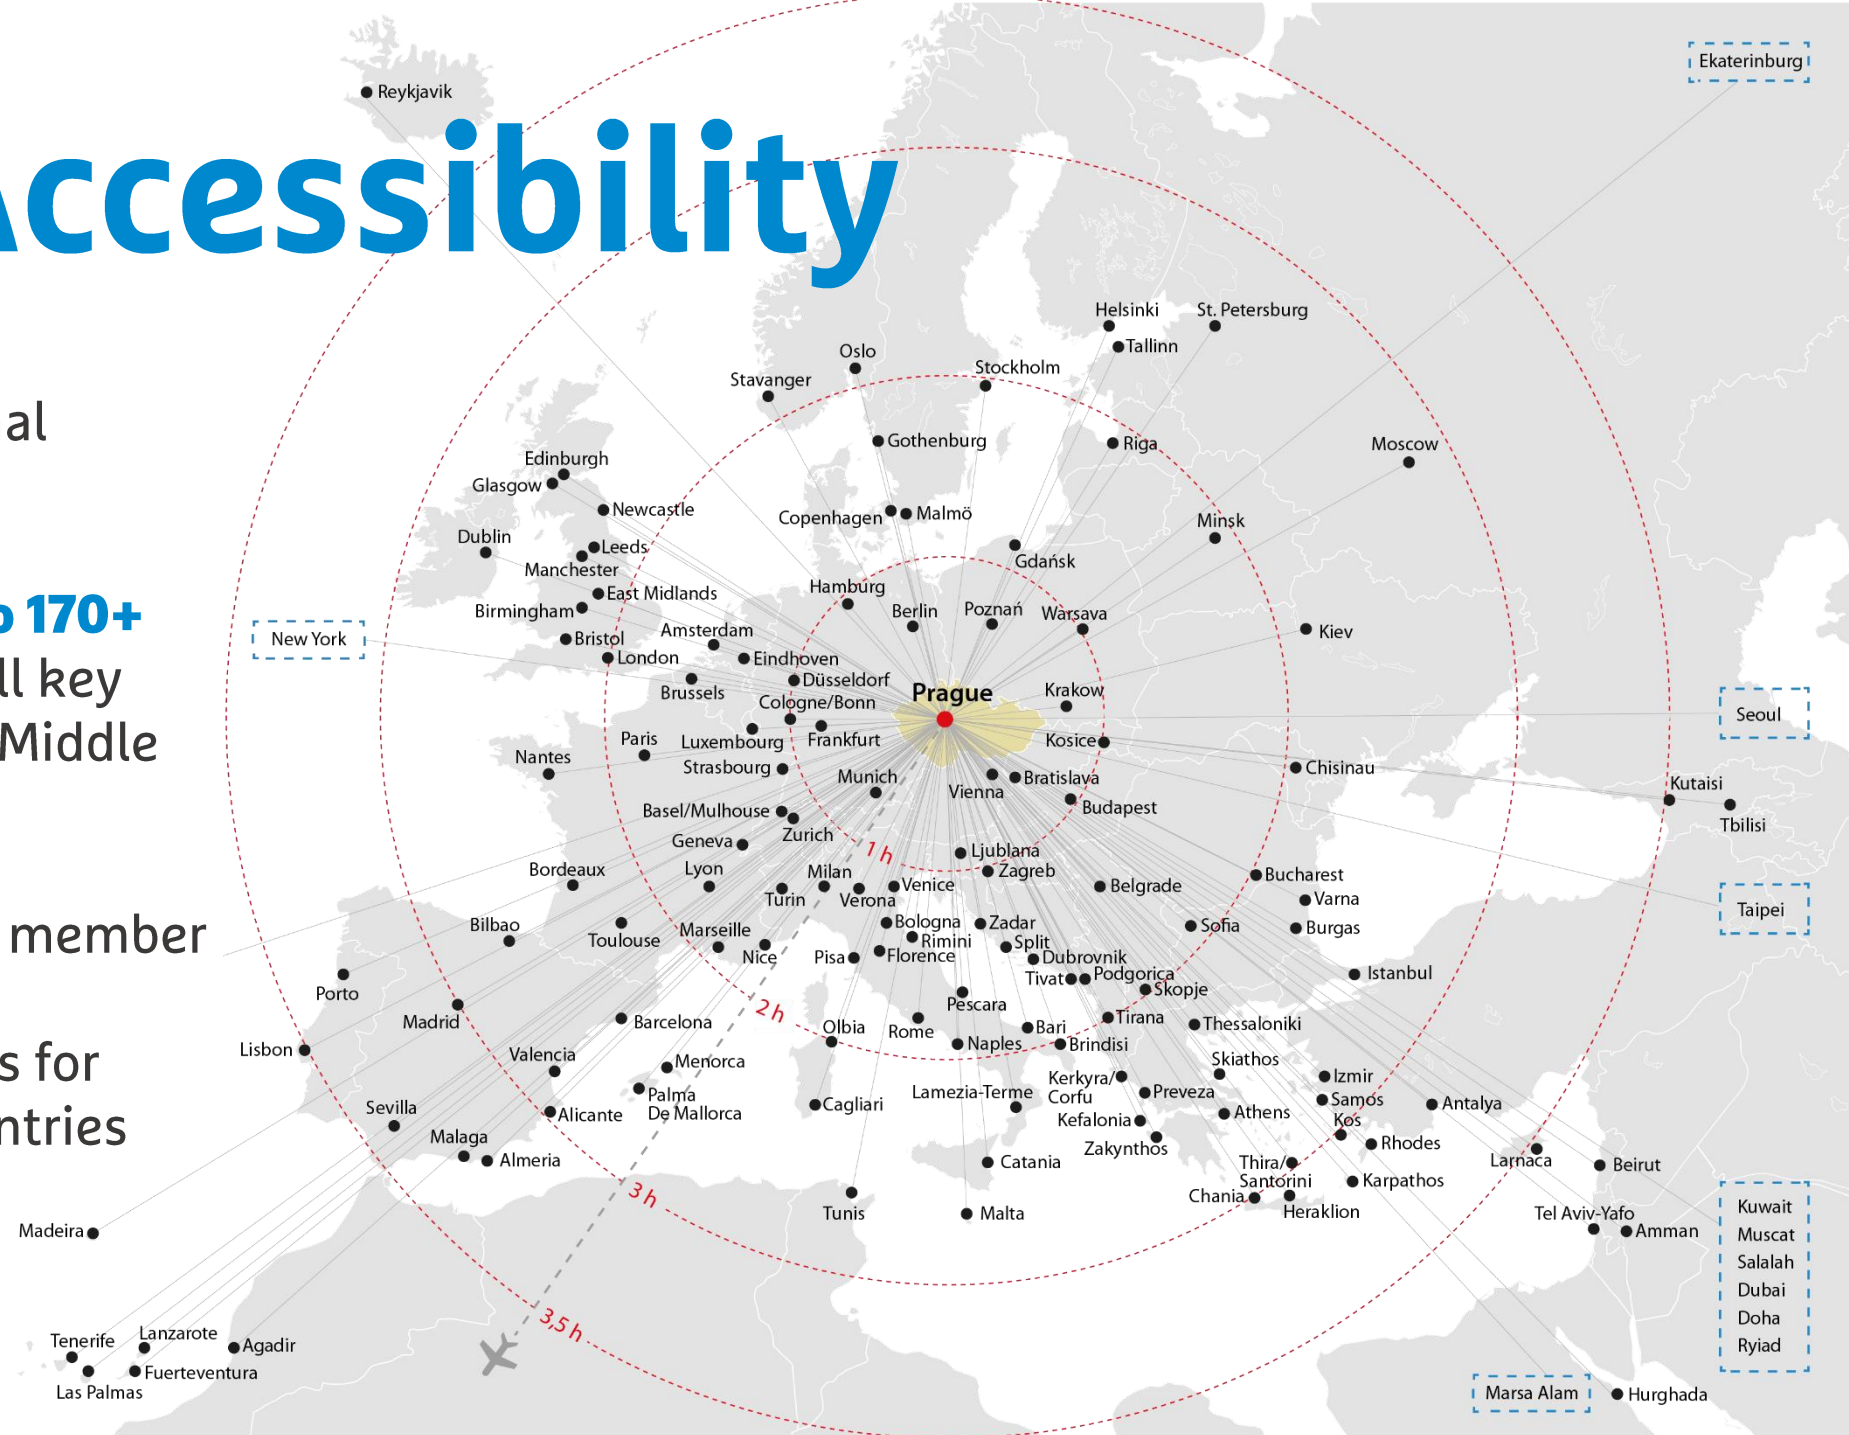 Accessibility
al
170+
ll key
Middle
member
s for
ntries
Ekaterinburg
Reykjavik
Helsinki
St. Petersburg
Tallinn
Oslo
Stockholm
Stavanger
Gothenburg
Riga
Moscow
Edinburgh
Glasgow
Newcastle
Copenhagen
Malmö
Minsk
Dublin
Leeds
Manchester
Gdańsk
Hamburg
East Midlands
Birmingham
Berlin
Poznań
Warsava
New York
Bristol
Amsterdam
Kiev
London
Eindhoven
Brussels
Düsseldorf
Prague
Krakow
Cologne/Bonn
Seoul
Paris
Luxembourg
Frankfurt
Kosice
Nantes
Strasbourg
Munich
Vienna
Bratislava
Chisinau
Kutaisi
Basel/Mulhouse
Budapest
Tbilisi
Zurich
Geneva
1 h
Ljublana
Bordeaux
Lyon
Milan
Zagreb
Bucharest
Turin
Verona
Venice
Belgrade
Varna
Taipei
Bilbao
Toulouse
Marseille
Bologna
Zadar
Sofia
Burgas
Nice
Pisa
Rimini
Florence
Split
Dubrovnik
Istanbul
Porto
Tivat
Podgorica
Skopje
Madrid
2 h
Pescara
Barcelona
Olbia
Rome
Bari
Tirana
Thessaloniki
Lisbon
Valencia
Naples
Brindisi
Menorca
Skiathos
Palma
De Mallorca
Kerkyra/
Corfu
Izmir
Lamezia-Terme
Preveza
Samos
Sevilla
Alicante
Cagliari
Kefalonia
Athens
Kos
Antalya
Malaga
Almeria
Zakynthos
Rhodes
Catania
Thira/
Santorini
Larnaca
Beirut
3 h
Chania
Karpathos
Madeira
Tunis
Malta
Heraklion
Tel Aviv-Yafo
Amman
Kuwait
Muscat
Salalah
Dubai
Doha
Ryiad
3,5 h
Tenerife
Lanzarote
Agadir
Las Palmas
Fuerteventura
Marsa Alam
Hurghada